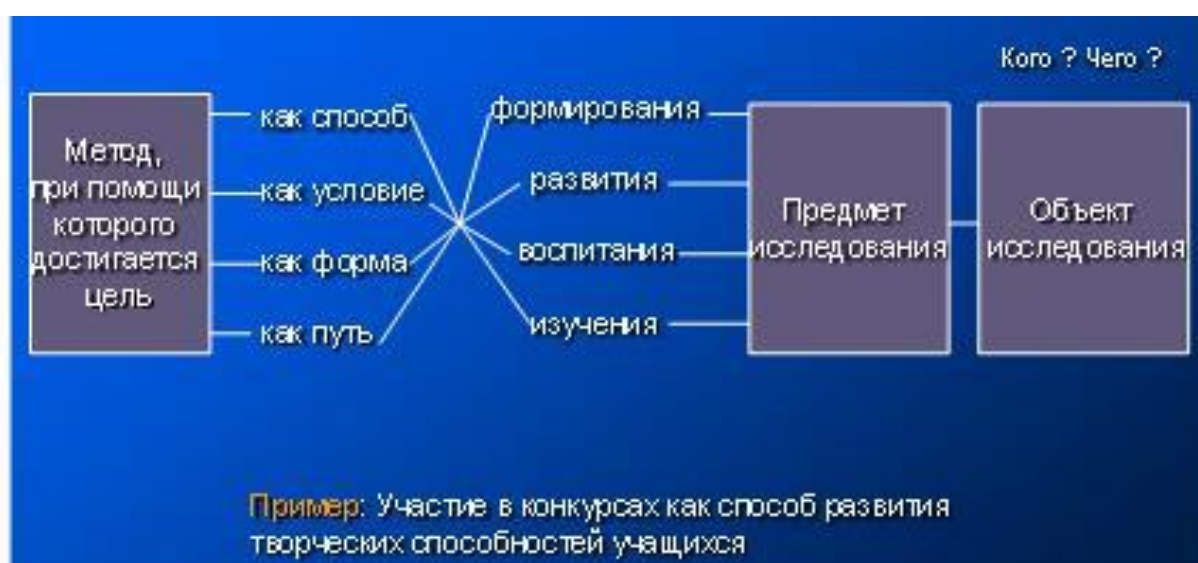 Кого ? Чего ?
Метод,
при помощи
которого
достигается
цель
как способ
как условие
как форма
как путь
формирования
развития
воспитания
изучения
Предмет
исследования
Объект
исследования
Пример: Участие в конкурсах как способ развития
творческих способностей учащихся